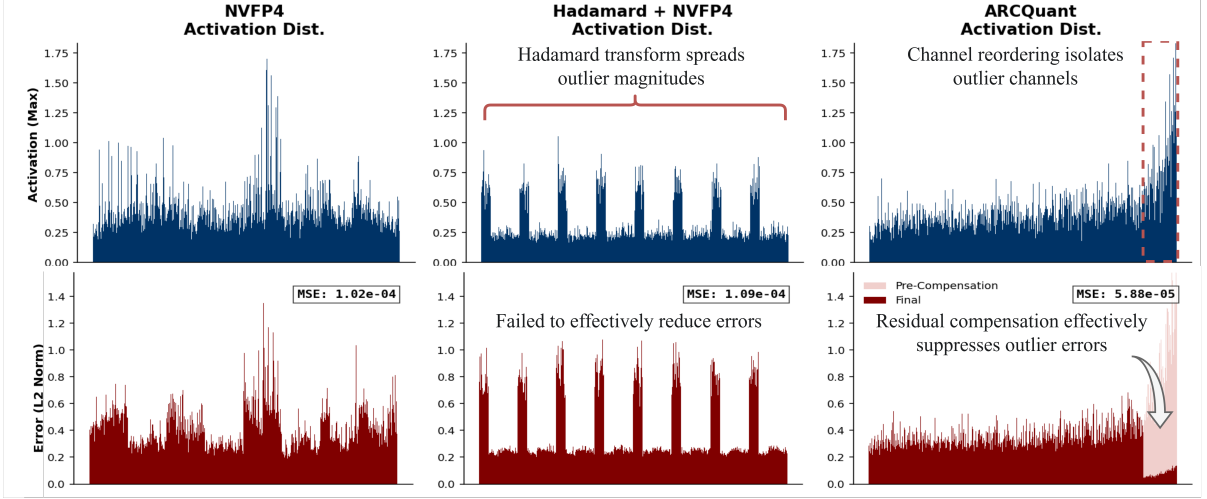 NVFP4
Activation Dist.
Hadamard + NVFP4
Activation Dist.
ARCQuant
Activation Dist.
Activation (Max)
1.75
1.50
1.25
1.00
0.75
0.50
0.25
0.00
Hadamard transform spreads
outlier magnitudes
1.75
1.50
1.25
1.00
0.75
0.50
0.25
0.00
Channel reordering isolates
outlier channels
1.75
1.50
1.25
1.00
0.75
0.50
0.25
0.00
Error (L2 Norm)
1.4
1.2
1.0
0.8
0.6
0.4
0.2
0.0
MSE: 1.02e-04
1.4
1.2
1.0
0.8
0.6
0.4
0.2
0.0
MSE: 1.09e-04
Failed to effectively reduce errors
1.4
1.2
1.0
0.8
0.6
0.4
0.2
0.0
Pre-Compensation
Final
MSE: 5.88e-05
Residual compensation effectively
suppresses outlier errors